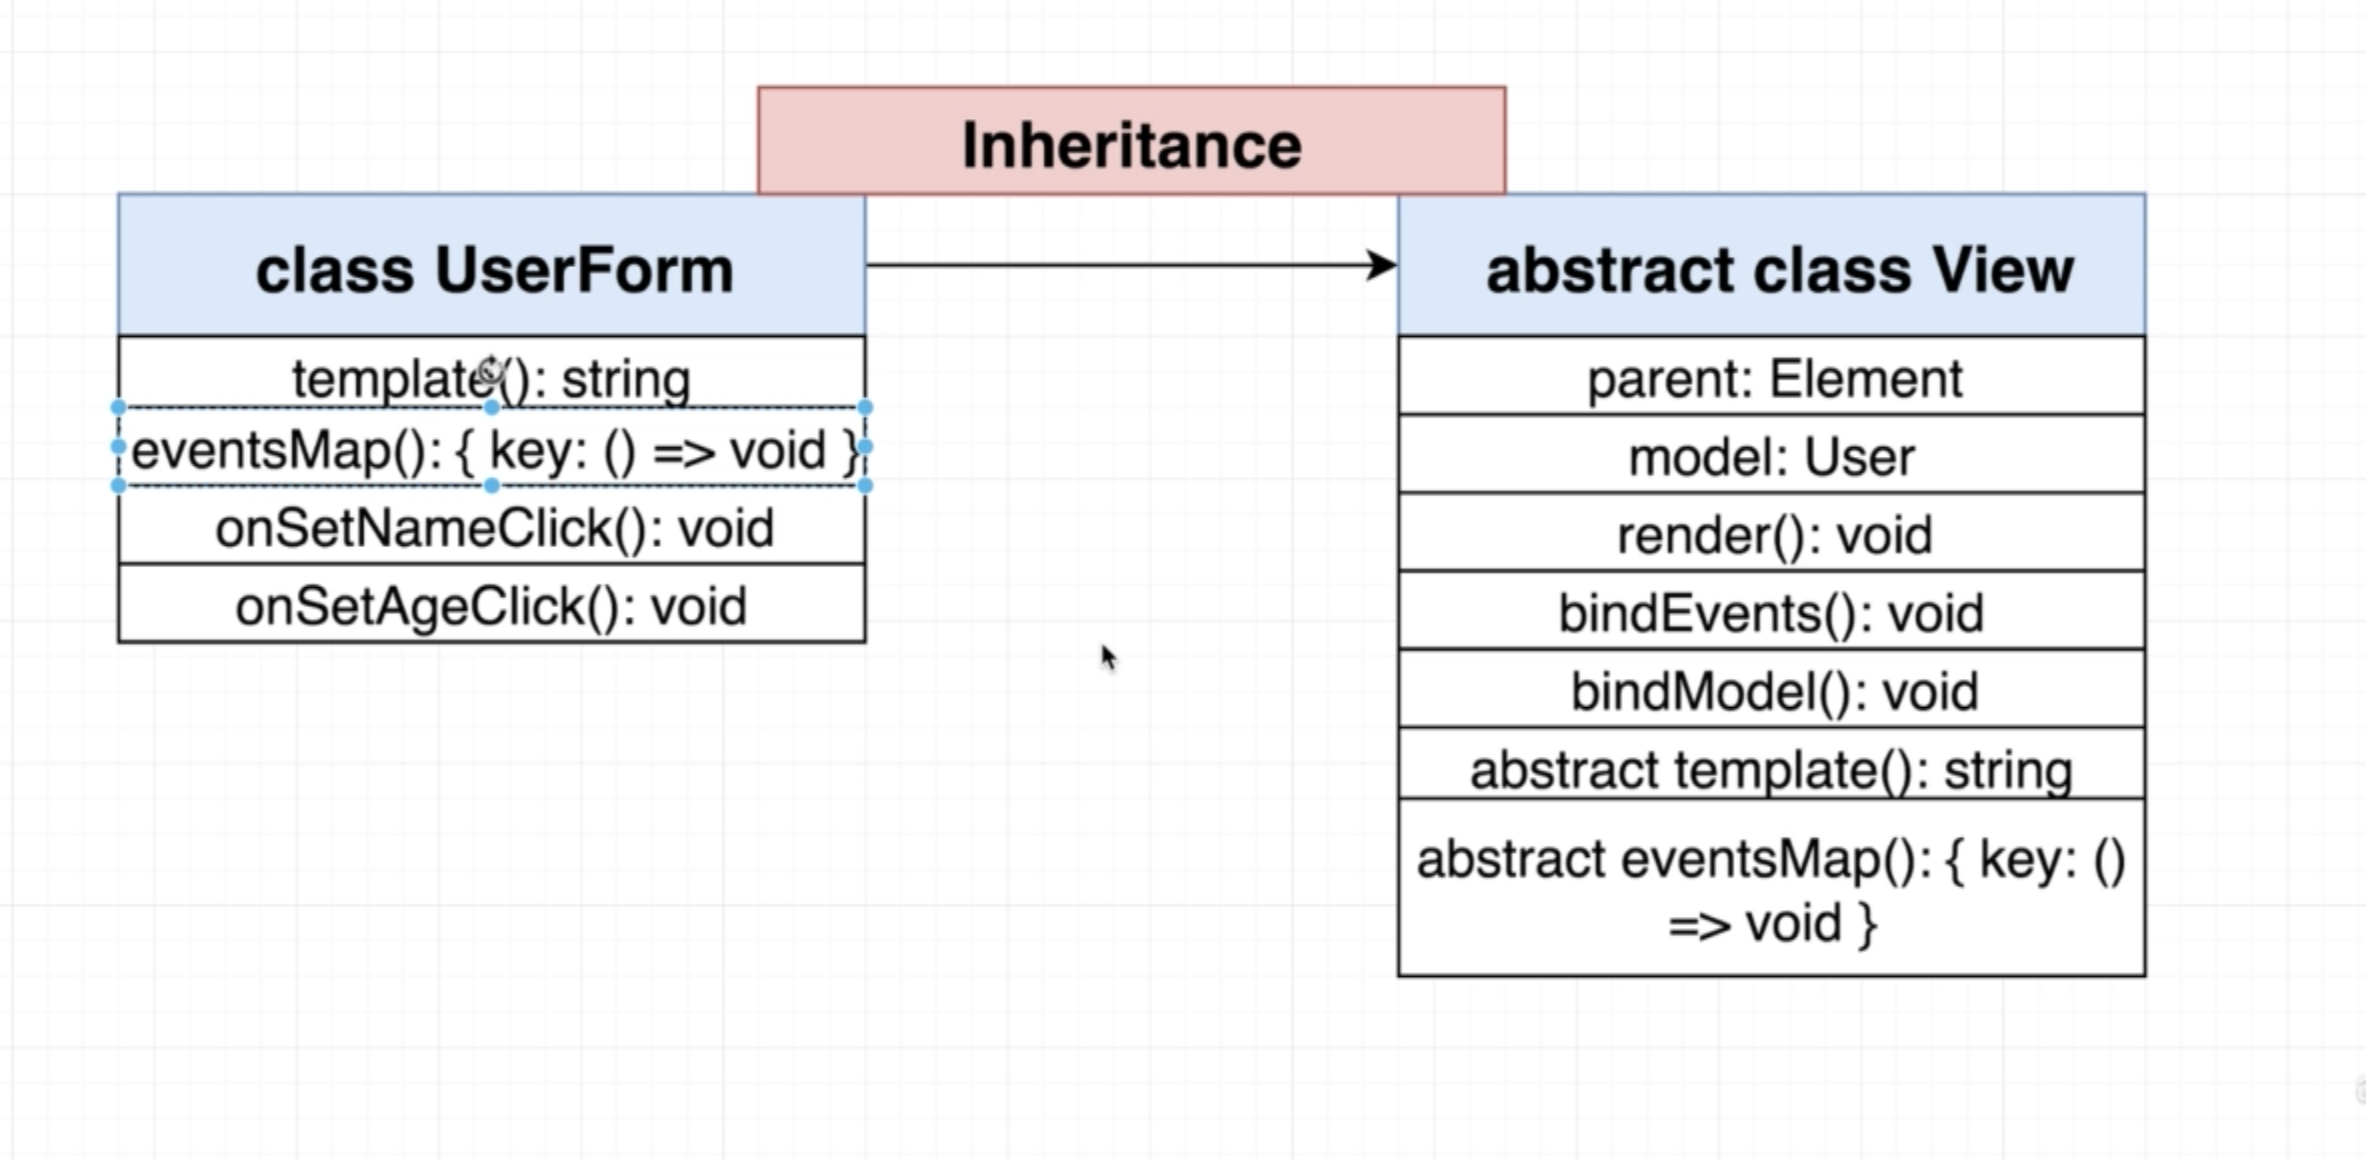 Inheritance
class UserForm
template(): string
eventsMap(): { key: () => void }
onSetNameClick(): void
onSetAgeClick(): void
abstract class View
parent: Element
model: User
render(): void
bindEvents(): void
bindModel(): void
abstract template(): string
abstract eventsMap(): { key: ()
=> void }